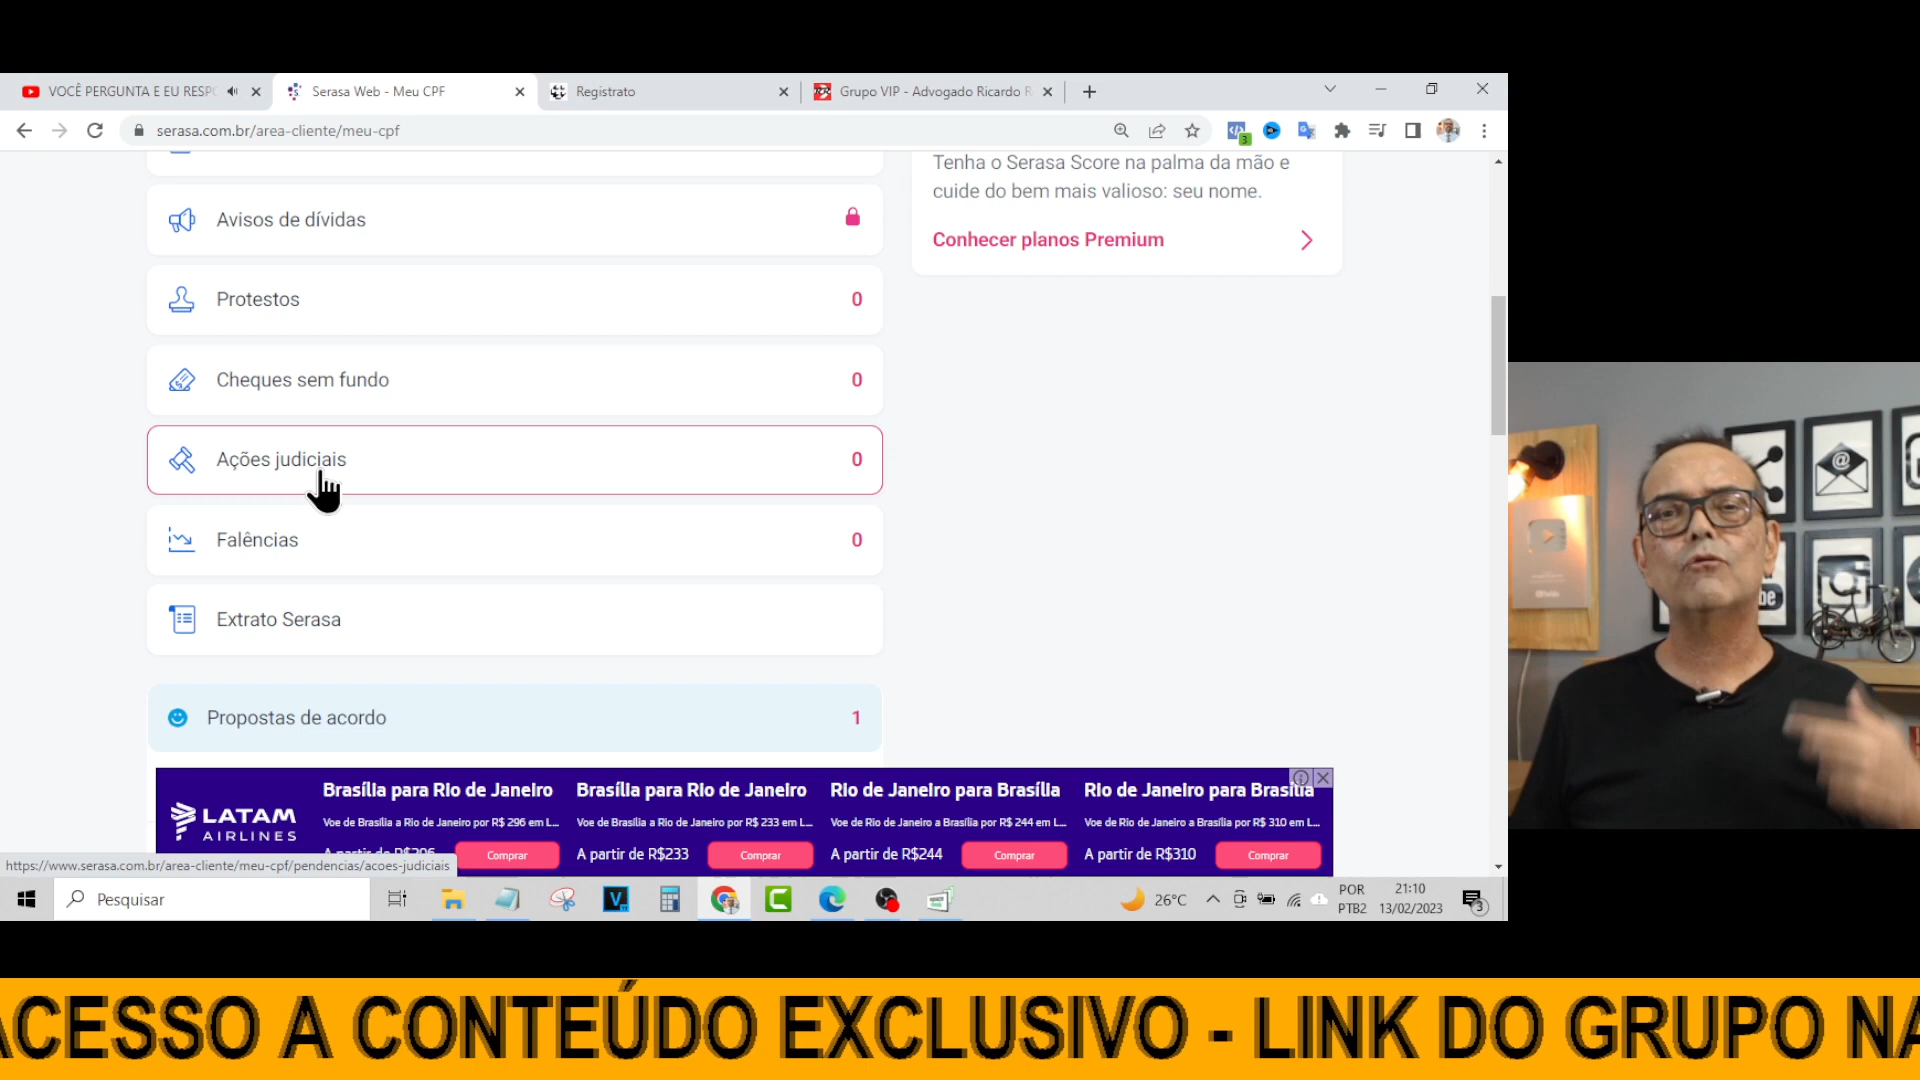 VOCÊ PERGUNTA E EU RESP
Serasa Web - Meu CPF
Registrato
Grupo VIP - Advogado Ricardo R
serasa.com.br/area-cliente/meu-cpf
3
Tenha o Serasa Score na palma da mão e
cuide do bem mais valioso: seu nome.
Conhecer planos Premium
Avisos de dívidas
Protestos 0
Cheques sem fundo 0
Ações judiciais 0
Falências 0
Extrato Serasa
Propostas de acordo 1
LATAM
AIRLINES
Brasília para Rio de Janeiro
Voe de Brasília a Rio de Janeiro por R$ 296 em L...
A partir de R$296
Comprar
Brasília para Rio de Janeiro
Voe de Brasília a Rio de Janeiro por R$ 233 em L...
A partir de R$233
Comprar
Rio de Janeiro para Brasília
Voe de Rio de Janeiro a Brasília por R$ 244 em L...
A partir de R$244
Comprar
Rio de Janeiro para Brasília
Voe de Rio de Janeiro a Brasília por R$ 310 em L...
A partir de R$310
Comprar
https://www.serasa.com.br/area-cliente/meu-cpf/pendencias/acoes-judiciais
Pesquisar
26°C
POR
PTB2
21:10
13/02/2023
3
ACESSO A CONTEÚDO EXCLUSIVO - LINK DO GRUPO NA